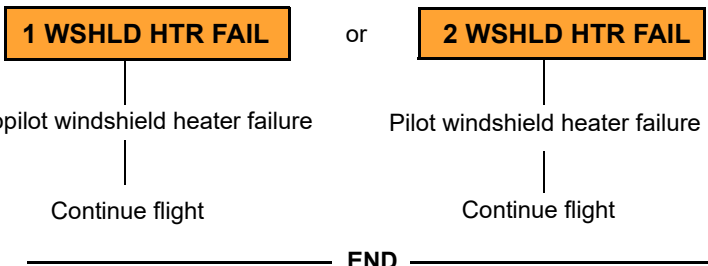 1 WSHLD HTR FAIL or 2 WSHLD HTR FAIL
opilot windshield heater failure Pilot windshield heater failure
Continue flight Continue flight
END